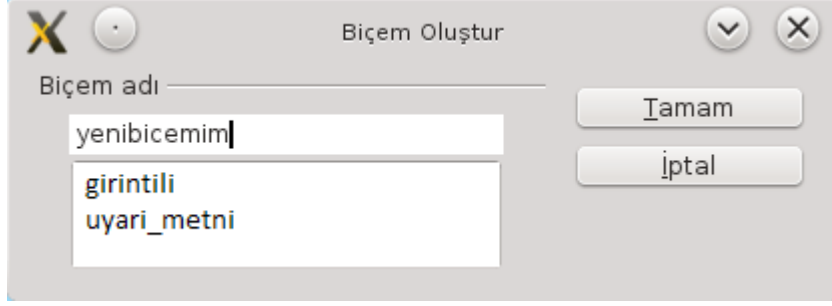 Biçem Oluştur
Biçem adı
yenibicemim
girintili
uyari_metni
Tamam
İptal